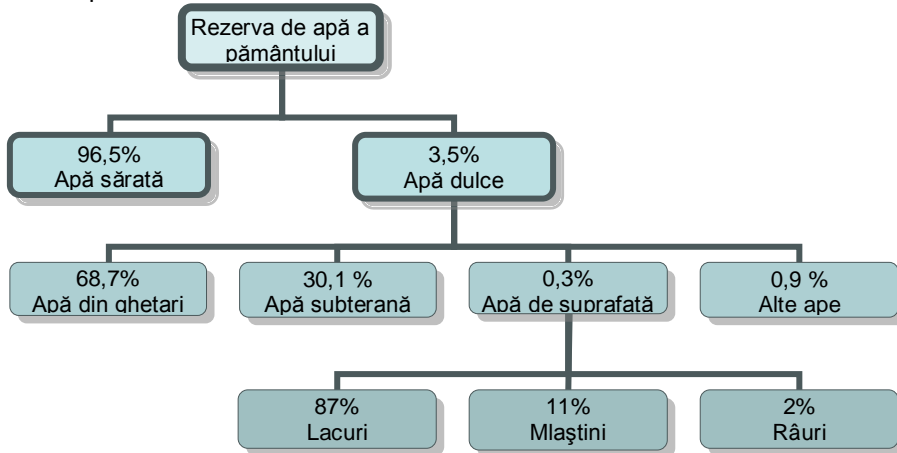 Rezerva de apă a
pământului
96,5%
Apă sărată
3,5%
Apă dulce
68,7%
Apă din ghețari
30,1 %
Apă subterană
0,3%
Apă de suprafață
0,9 %
Alte ape
87%
Lacuri
11%
Mlaştini
2%
Râuri